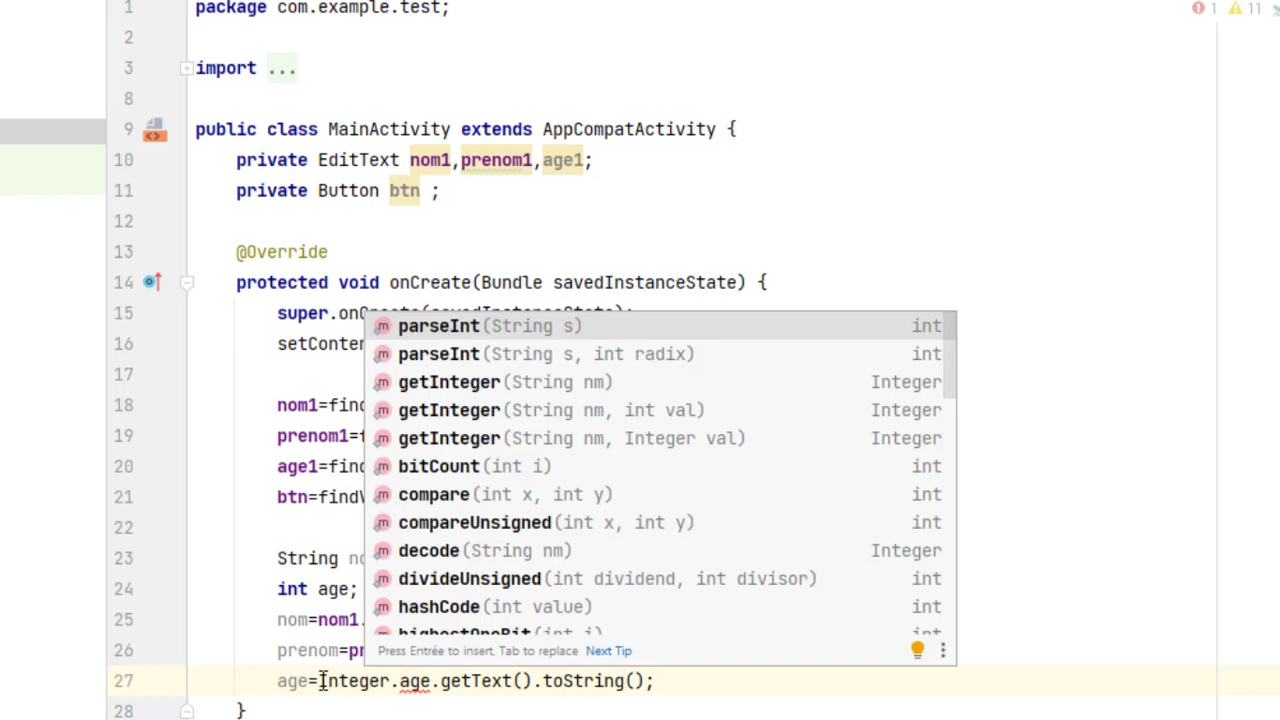 1 package com.example.test;
2
3 import ...
8
9 public class MainActivity extends AppCompatActivity {
10 private EditText nom1,prenom1,age1;
11 private Button btn ;
12
13 @Override
14 protected void onCreate(Bundle savedInstanceState) {
15 super.onCreate(savedInstanceState);
16 setConten
17
18 nom1=find
19 prenom1=f
20 age1=find
21 btn=findV
22
23 String no
24 int age;
25 nom=nom1.
26 prenom=pr
27 age=Integer.age.getText().toString();
28 }
1 11
parseInt(String s) int
parseInt(String s, int radix) int
getInteger(String nm) Integer
getInteger(String nm, int val) Integer
getInteger(String nm, Integer val) Integer
bitCount(int i) int
compare(int x, int y) int
compareUnsigned(int x, int y) int
decode(String nm) Integer
divideUnsigned(int dividend, int divisor) int
hashCode(int value) int
highestOneBit(int i) int
Press Entrée to insert, Tab to replace Next Tip